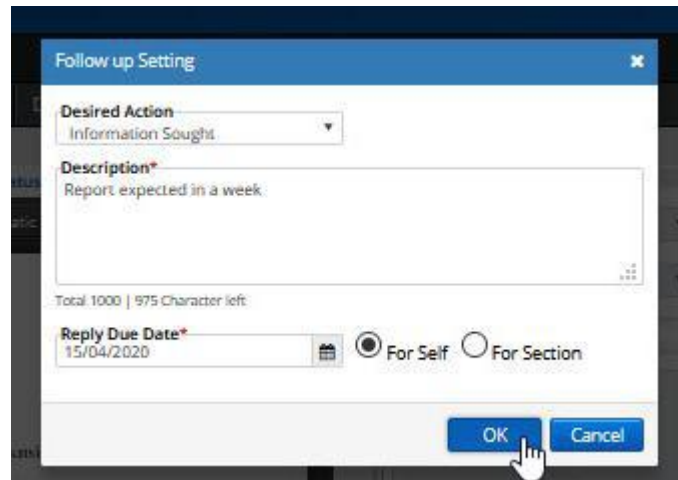 Follow up Setting
Desired Action
Information Sought
Description*
Report expected in a week
Total 1000 | 975 Character left
Reply Due Date*
15/04/2020 For Self For Section
OK Cancel